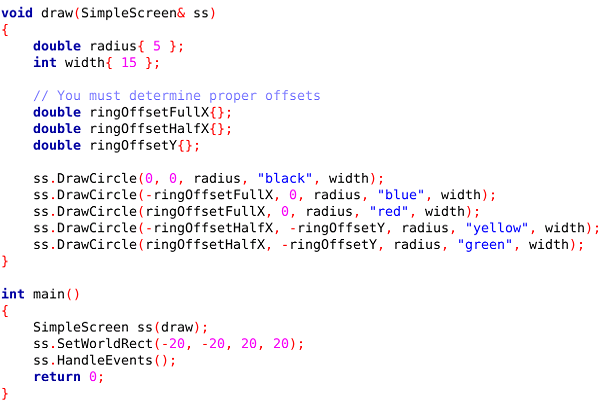 void draw(SimpleScreen& ss)
{
    double radius{ 5 };
    int width{ 15 };

    // You must determine proper offsets
    double ringOffsetFullX{};
    double ringOffsetHalfX{};
    double ringOffsetY{};

    ss.DrawCircle(0, 0, radius, "black", width);
    ss.DrawCircle(-ringOffsetFullX, 0, radius, "blue", width);
    ss.DrawCircle(ringOffsetFullX, 0, radius, "red", width);
    ss.DrawCircle(-ringOffsetHalfX, -ringOffsetY, radius, "yellow", width);
    ss.DrawCircle(ringOffsetHalfX, -ringOffsetY, radius, "green", width);
}

int main()
{
    SimpleScreen ss(draw);
    ss.SetWorldRect(-20, -20, 20, 20);
    ss.HandleEvents();
    return 0;
}